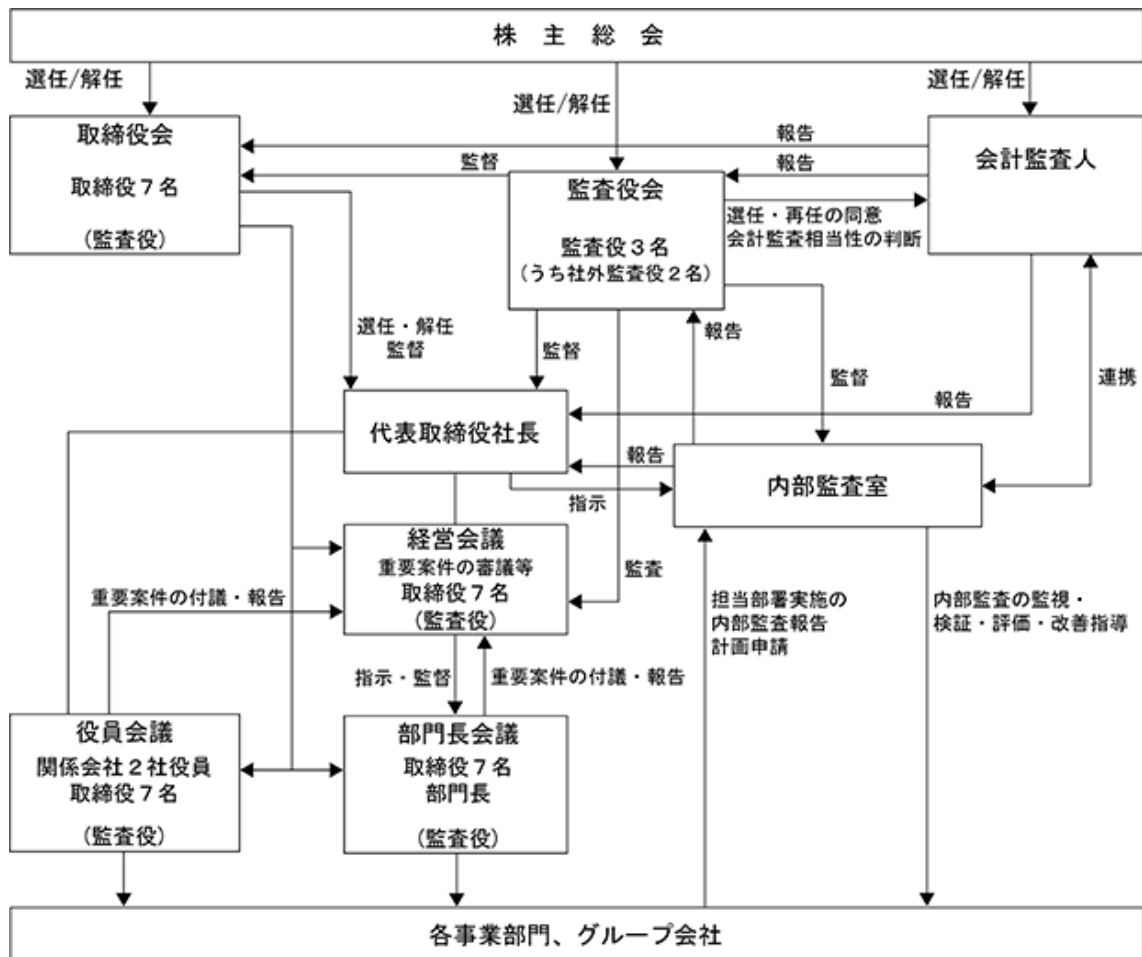 株 主 総 会
選任/解任
選任/解任
選任/解任
取締役会
取締役７名
(監査役)
報告
監督
報告
会計監査人
監査役会
監査役３名
(うち社外監査役２名)
選任・再任の同意
会計監査相当性の判断
選任・解任
監督
監督
報告
監督
連携
報告
代表取締役社長
報告
指示
内部監査室
経営会議
重要案件の審議等
取締役７名
(監査役)
監査
重要案件の付議・報告
担当部署実施の
内部監査報告
計画申請
内部監査の監視・
検証・評価・改善指導
指示・監督
重要案件の付議・報告
役員会議
関係会社２社役員
取締役７名
(監査役)
部門長会議
取締役７名
部門長
(監査役)
各事業部門、グループ会社